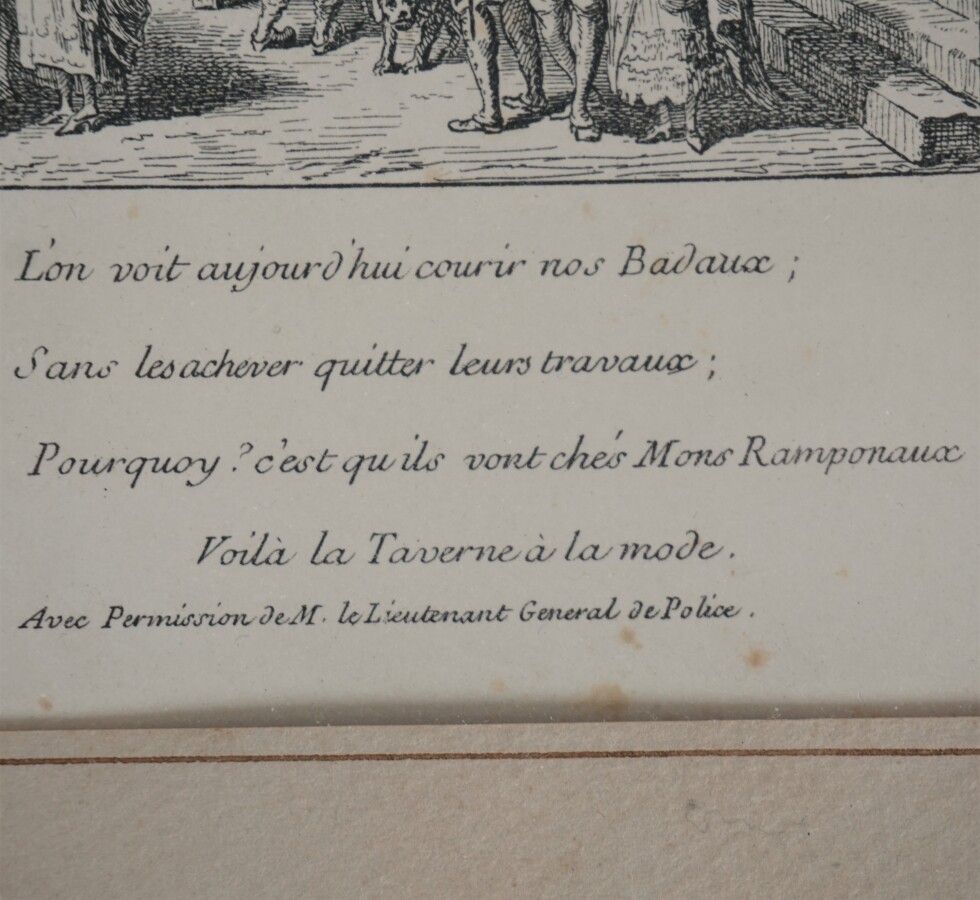 L'on voit aujourd'hui courir nos Badaux ;
Sans les achever quitter leurs travaux ;
Pourquoy ? c'est qu'ils vont chés Mons Ramponaux
Voilà la Taverne à la mode .
Avec Permission de M. le Lieutenant General de Police .